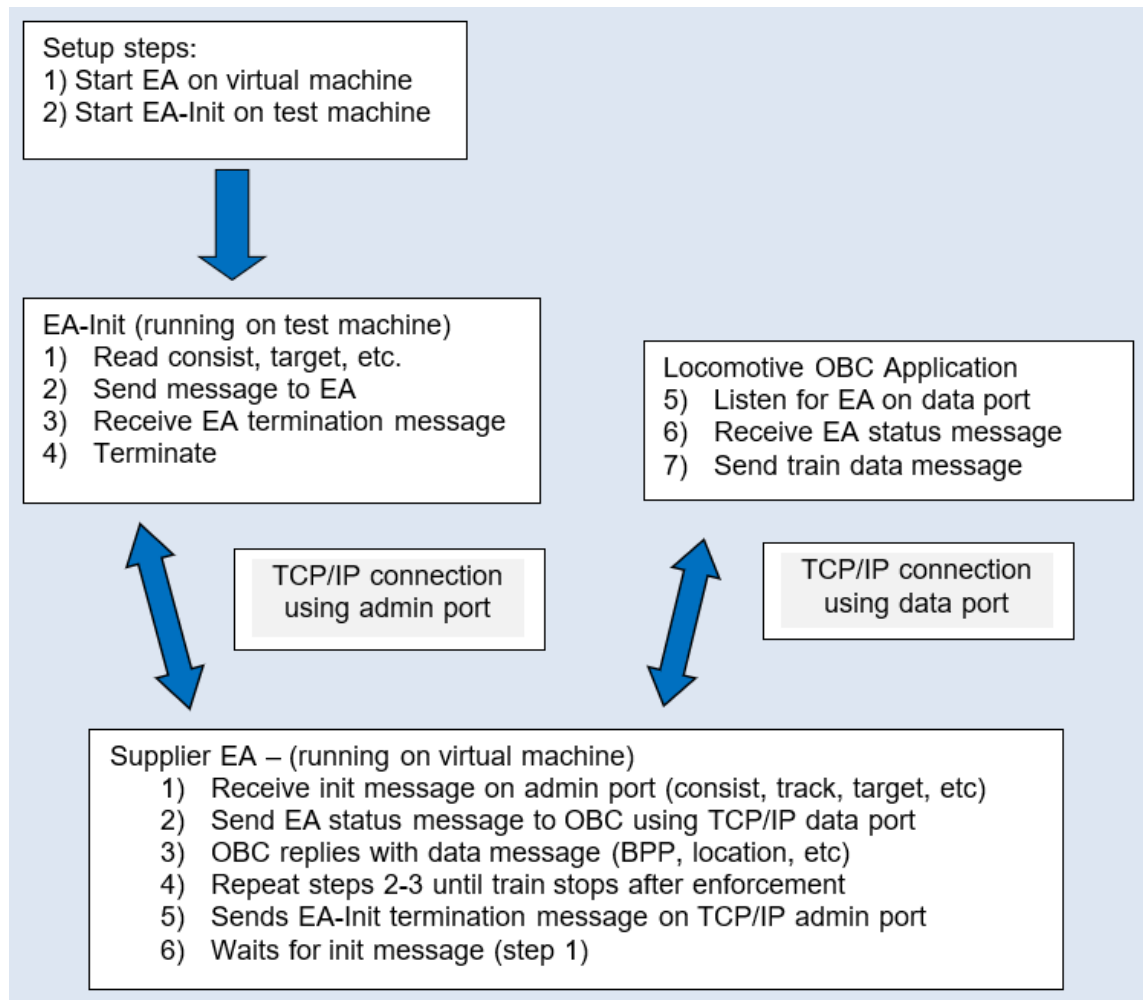 Setup steps:
1) Start EA on virtual machine
2) Start EA-Init on test machine
EA-Init (running on test machine)
1) Read consist, target, etc.
2) Send message to EA
3) Receive EA termination message
4) Terminate
Locomotive OBC Application
5) Listen for EA on data port
6) Receive EA status message
7) Send train data message
TCP/IP connection
using admin port
TCP/IP connection
using data port
Supplier EA – (running on virtual machine)
1) Receive init message on admin port (consist, track, target, etc)
2) Send EA status message to OBC using TCP/IP data port
3) OBC replies with data message (BPP, location, etc)
4) Repeat steps 2-3 until train stops after enforcement
5) Sends EA-Init termination message on TCP/IP admin port
6) Waits for init message (step 1)